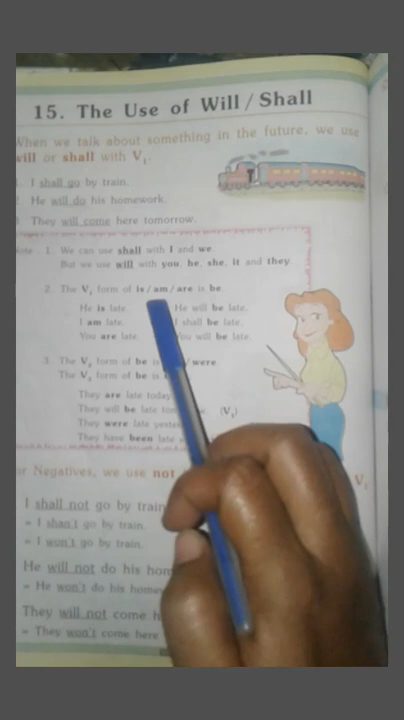 15. The Use of Will / Shall
When we talk about something in the future, we use
will or shall with V1.
1. I shall go by train.
2. He will do his homework.
3. They will come here tomorrow.
Note : 1. We can use shall with I and we.
But we use will with you, he, she, it and they.
2. The V1 form of is / am / are is be.
He is late. He will be late.
I am late. I shall be late.
You are late. You will be late.
3. The V2 form of be is / were.
The V3 form of be is
They are late today
They will be late (V1)
They were late
They have been late
For Negatives, we use not V1
I shall not go by train
= I shan't go by train.
= I won't go by train.
He will not do his
= He won't do his
They will not come
= They won't come here